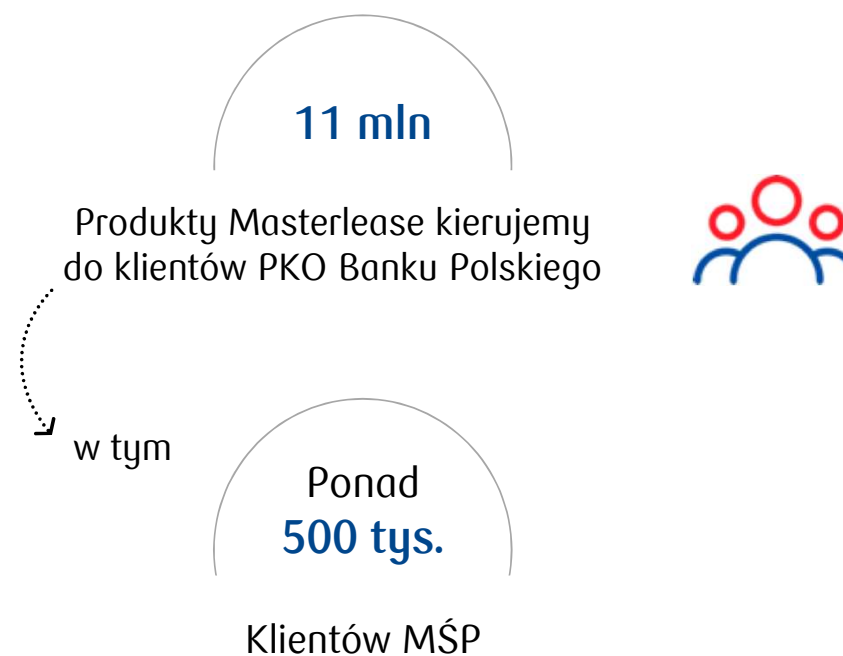 11 mln
Produkty Masterlease kierujemy
do klientów PKO Banku Polskiego
w tym
Ponad
500 tys.
Klientów MŚP